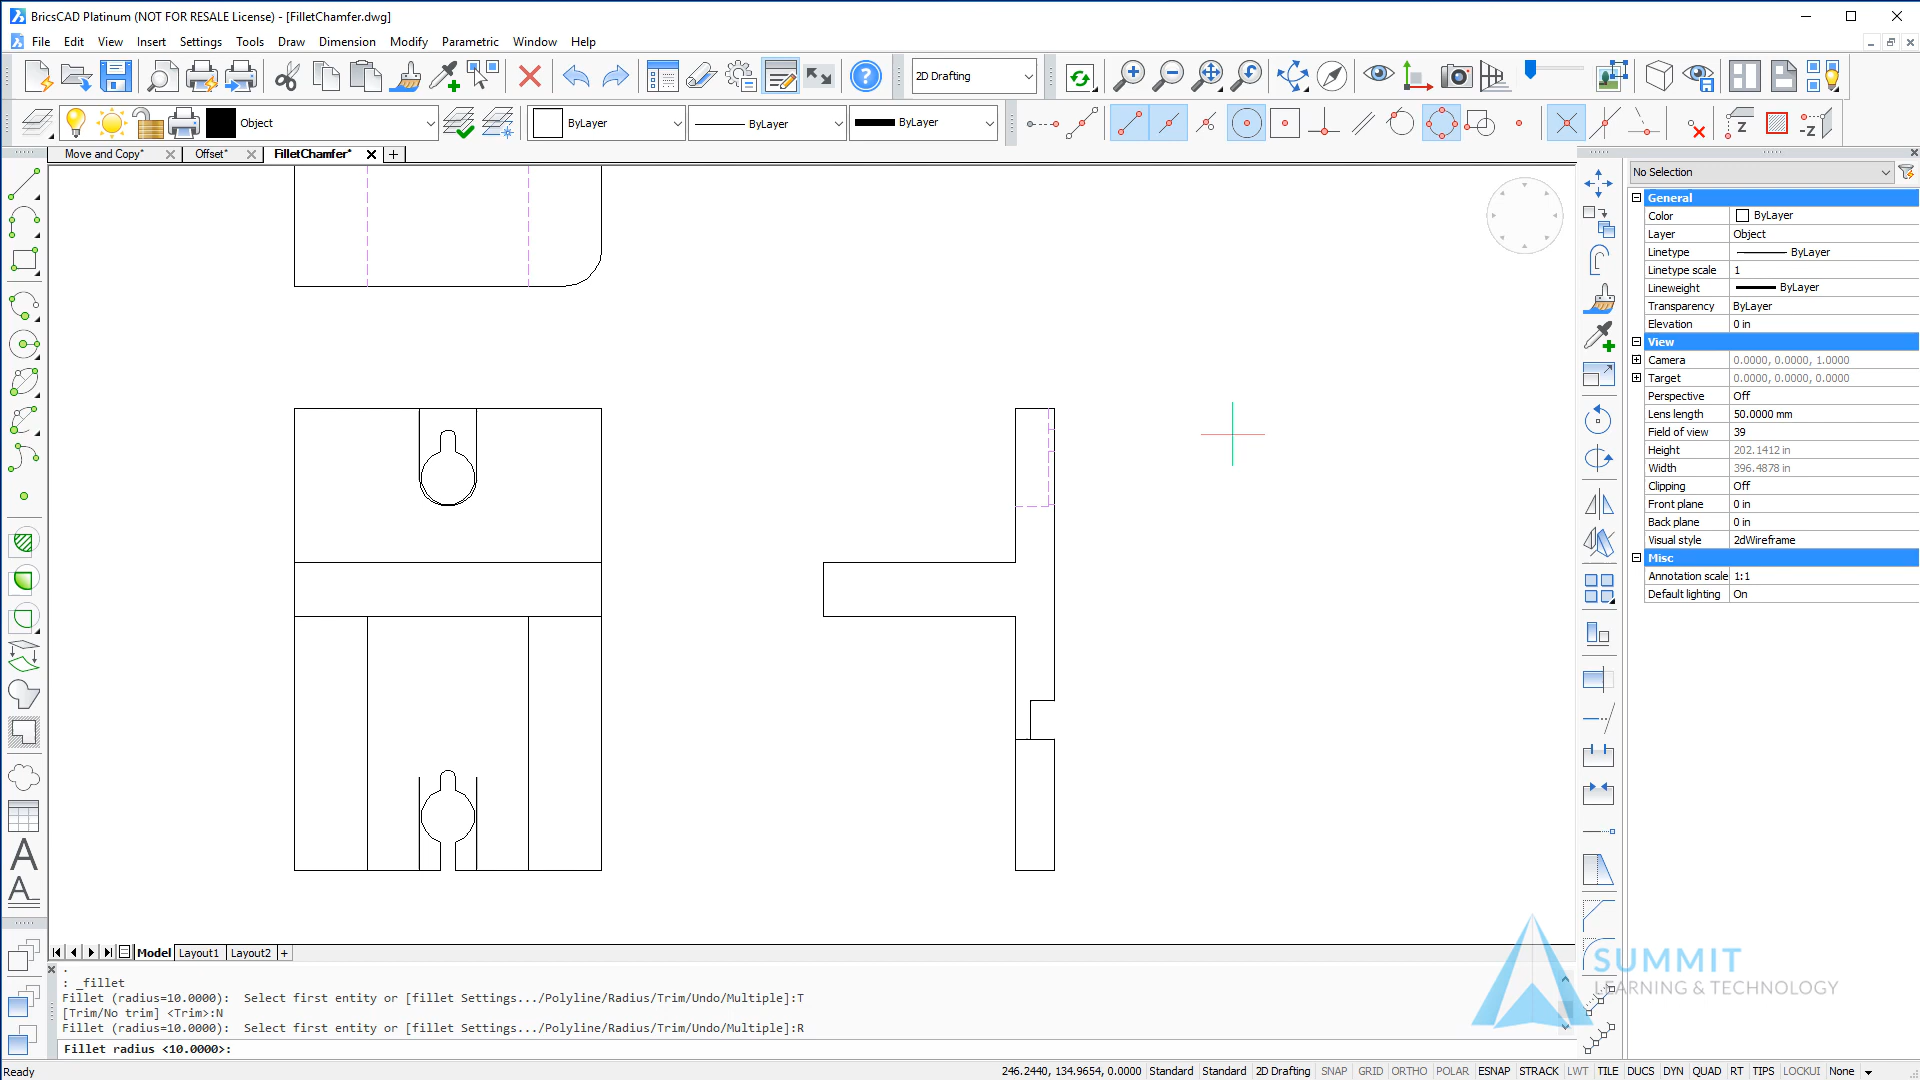 BricsCAD Platinum (NOT FOR RESALE License) - [FilletChamfer.dwg]
File Edit View Insert Settings Tools Draw Dimension Modify Parametric Window Help
2D Drafting
Object ByLayer ByLayer ByLayer
Move and Copy* Offset* FilletChamfer*
No Selection
General
Color ByLayer
Layer Object
Linetype ByLayer
Linetype scale 1
Lineweight ByLayer
Transparency ByLayer
Elevation 0 in
View
Camera 0.0000, 0.0000, 1.0000
Target 0.0000, 0.0000, 0.0000
Perspective Off
Lens length 50.0000 mm
Field of view 39
Height 202.1412 in
Width 396.4878 in
Clipping Off
Front plane 0 in
Back plane 0 in
Visual style 2dWireframe
Misc
Annotation scale 1:1
Default lighting On
Model Layout1 Layout2 +
: _fillet
Fillet (radius=10.0000): Select first entity or [fillet Settings.../Polyline/Radius/Trim/Undo/Multiple]:T
[Trim/No trim] <Trim>:N
Fillet (radius=10.0000): Select first entity or [fillet Settings.../Polyline/Radius/Trim/Undo/Multiple]:R
Fillet radius <10.0000>:
SUMMIT
LEARNING & TECHNOLOGY
Ready 246.2440, 134.9654, 0.0000 Standard Standard 2D Drafting SNAP GRID ORTHO POLAR ESNAP STRACK LWT TILE DUCS DYN QUAD RT TIPS LOCKUI None